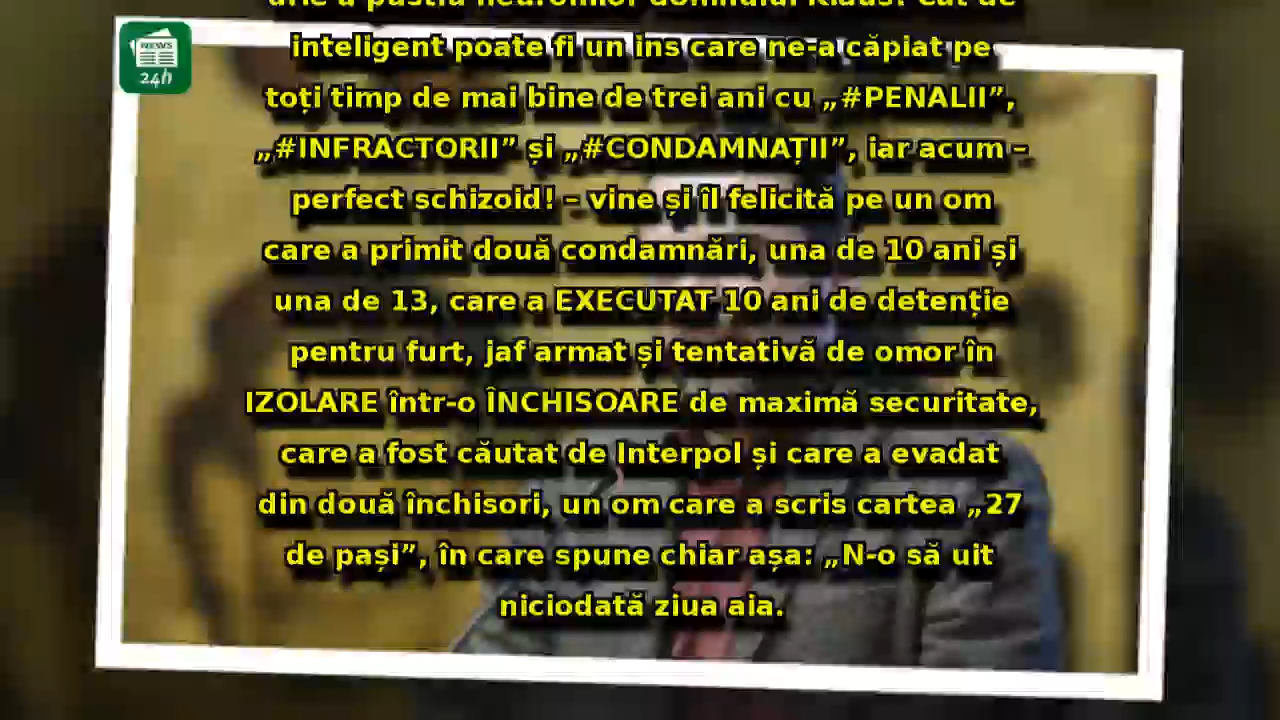 NEWS
24h
inteligent poate fi un ins care ne-a căpiat pe
toți timp de mai bine de trei ani cu „#PENALII”,
„#INFRACTORII” și „#CONDAMNAȚII”, iar acum –
perfect schizoid! – vine și îl felicită pe un om
care a primit două condamnări, una de 10 ani și
una de 13, care a EXECUTAT 10 ani de detenție
pentru furt, jaf armat și tentativă de omor în
IZOLARE într-o ÎNCHISOARE de maximă securitate,
care a fost căutat de Interpol și care a evadat
din două închisori, un om care a scris cartea „27
de pași”, în care spune chiar așa: „N-o să uit
niciodată ziua aia.